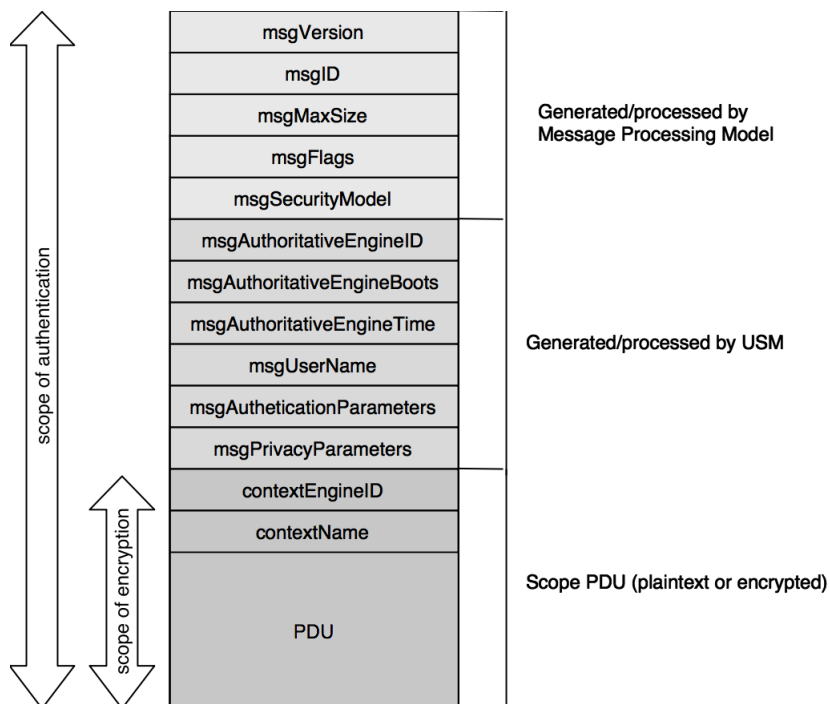 msgVersion
msgID
msgMaxSize
msgFlags
msgSecurityModel
Generated/processed by
Message Processing Model
msgAuthoritativeEngineID
msgAuthoritativeEngineBoots
msgAuthoritativeEngineTime
msgUserName
msgAutheticationParameters
msgPrivacyParameters
Generated/processed by USM
contextEngineID
contextName
PDU
Scope PDU (plaintext or encrypted)
scope of authentication
scope of encryption